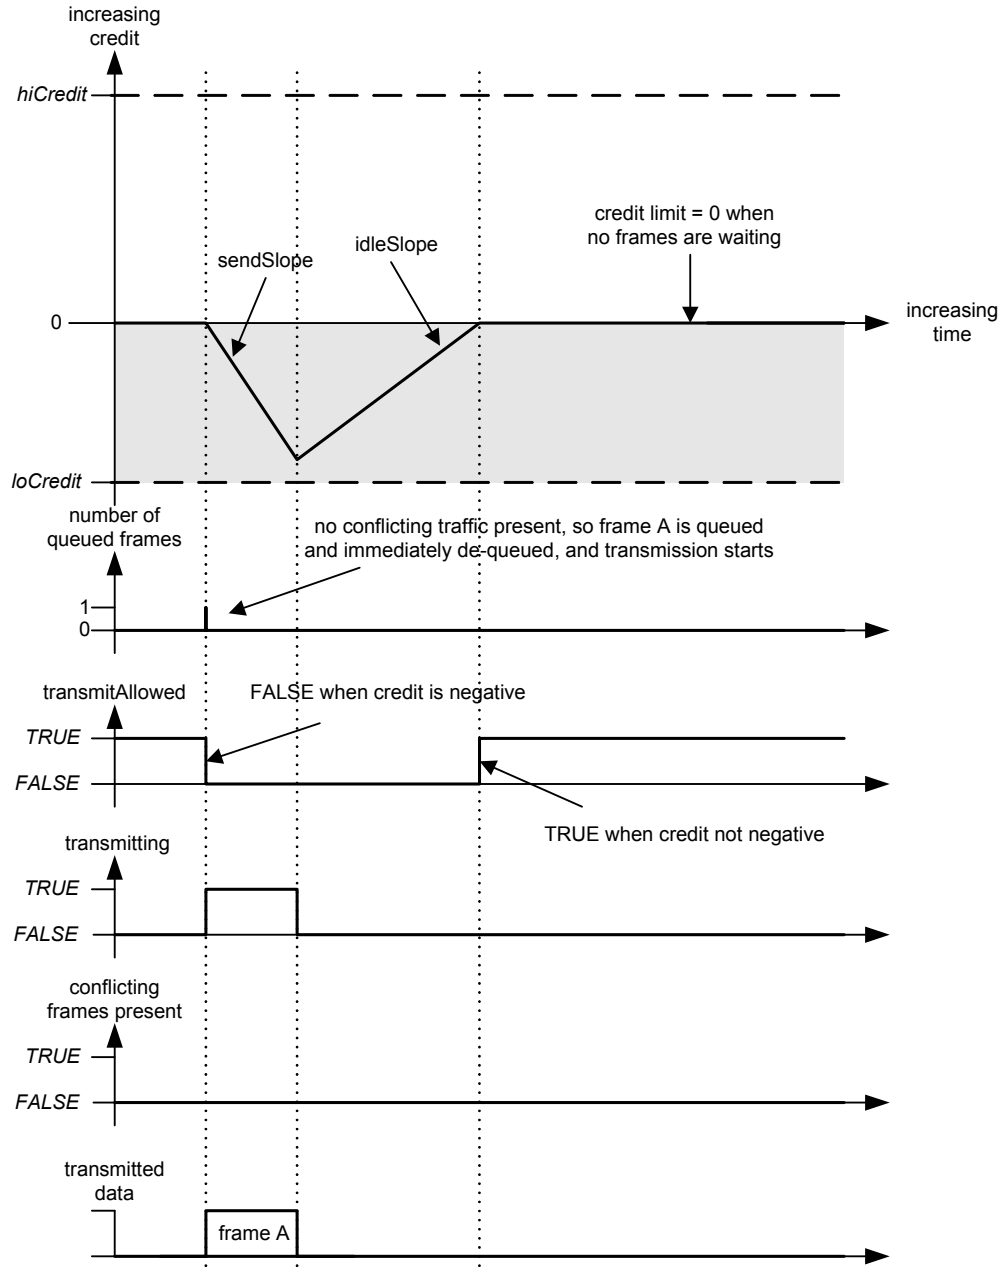 increasing
credit
hiCredit
credit limit = 0 when
no frames are waiting
idleSlope
sendSlope
0
increasing
time
loCredit
number of
queued frames
no conflicting traffic present, so frame A is queued
and immediately de-queued, and transmission starts
1
0
transmitAllowed
FALSE when credit is negative
TRUE
FALSE
TRUE when credit not negative
transmitting
TRUE
FALSE
conflicting
frames present
TRUE
FALSE
transmitted
data
frame A